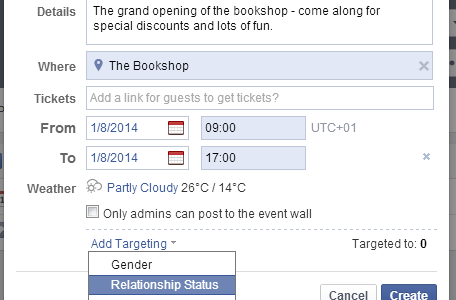 Details
The grand opening of the bookshop - come along for
special discounts and lots of fun.
Where
The Bookshop
Tickets
Add a link for guests to get tickets?
From 1/8/2014 09:00 UTC+01
To 1/8/2014 17:00
Weather Partly Cloudy 26°C / 14°C
Only admins can post to the event wall
Add Targeting Targeted to: 0
Gender
Relationship Status
Cancel Create